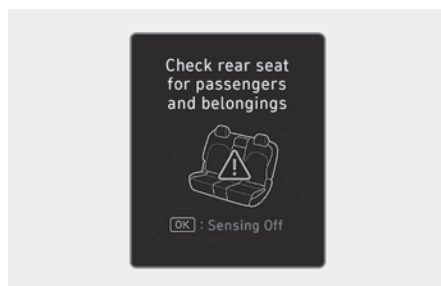 Check rear seat
for passengers
and belongings
OK : Sensing Off